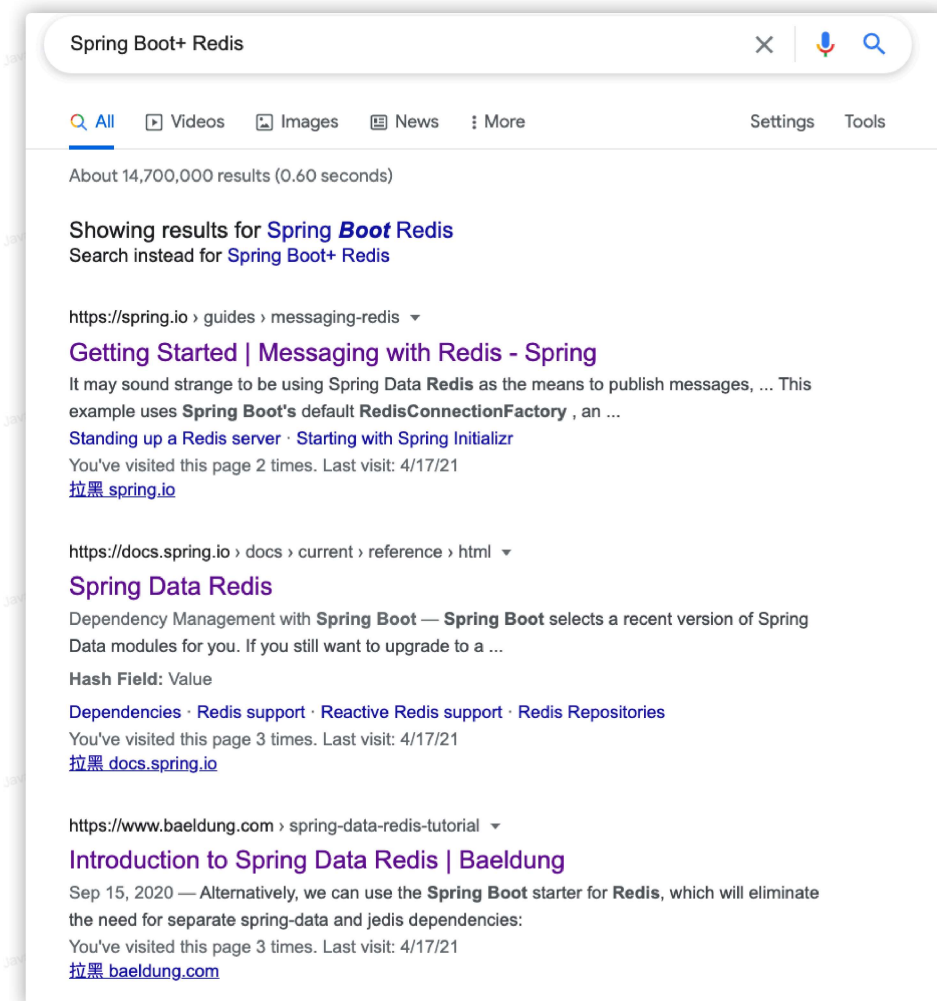 Spring Boot+ Redis
All Videos Images News More Settings Tools
About 14,700,000 results (0.60 seconds)
Showing results for Spring Boot Redis
Search instead for Spring Boot+ Redis
https://spring.io › guides › messaging-redis
Getting Started | Messaging with Redis - Spring
It may sound strange to be using Spring Data Redis as the means to publish messages, ... This
example uses Spring Boot's default RedisConnectionFactory , an ...
Standing up a Redis server · Starting with Spring Initializr
You've visited this page 2 times. Last visit: 4/17/21
拉黑 spring.io
https://docs.spring.io › docs › current › reference › html
Spring Data Redis
Dependency Management with Spring Boot — Spring Boot selects a recent version of Spring
Data modules for you. If you still want to upgrade to a ...
Hash Field: Value
Dependencies · Redis support · Reactive Redis support · Redis Repositories
You've visited this page 3 times. Last visit: 4/17/21
拉黑 docs.spring.io
https://www.baeldung.com › spring-data-redis-tutorial
Introduction to Spring Data Redis | Baeldung
Sep 15, 2020 — Alternatively, we can use the Spring Boot starter for Redis, which will eliminate
the need for separate spring-data and jedis dependencies:
You've visited this page 3 times. Last visit: 4/17/21
拉黑 baeldung.com